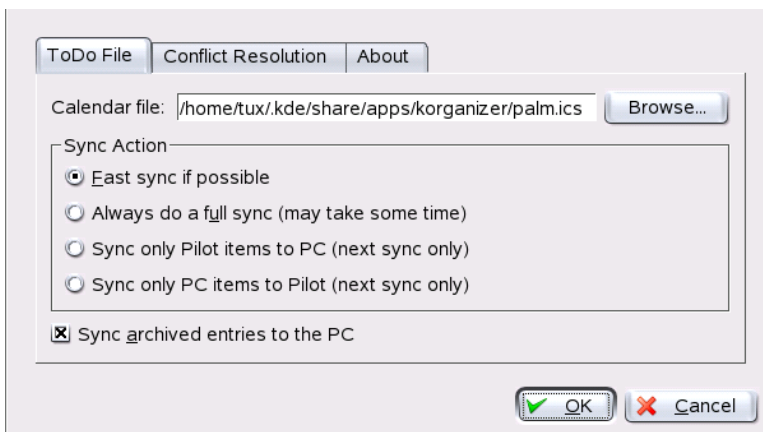 ToDo File Conflict Resolution About
Calendar file: /home/tux/.kde/share/apps/korganizer/palm.ics Browse...
Sync Action
Fast sync if possible
Always do a full sync (may take some time)
Sync only Pilot items to PC (next sync only)
Sync only PC items to Pilot (next sync only)
Sync archived entries to the PC
OK Cancel